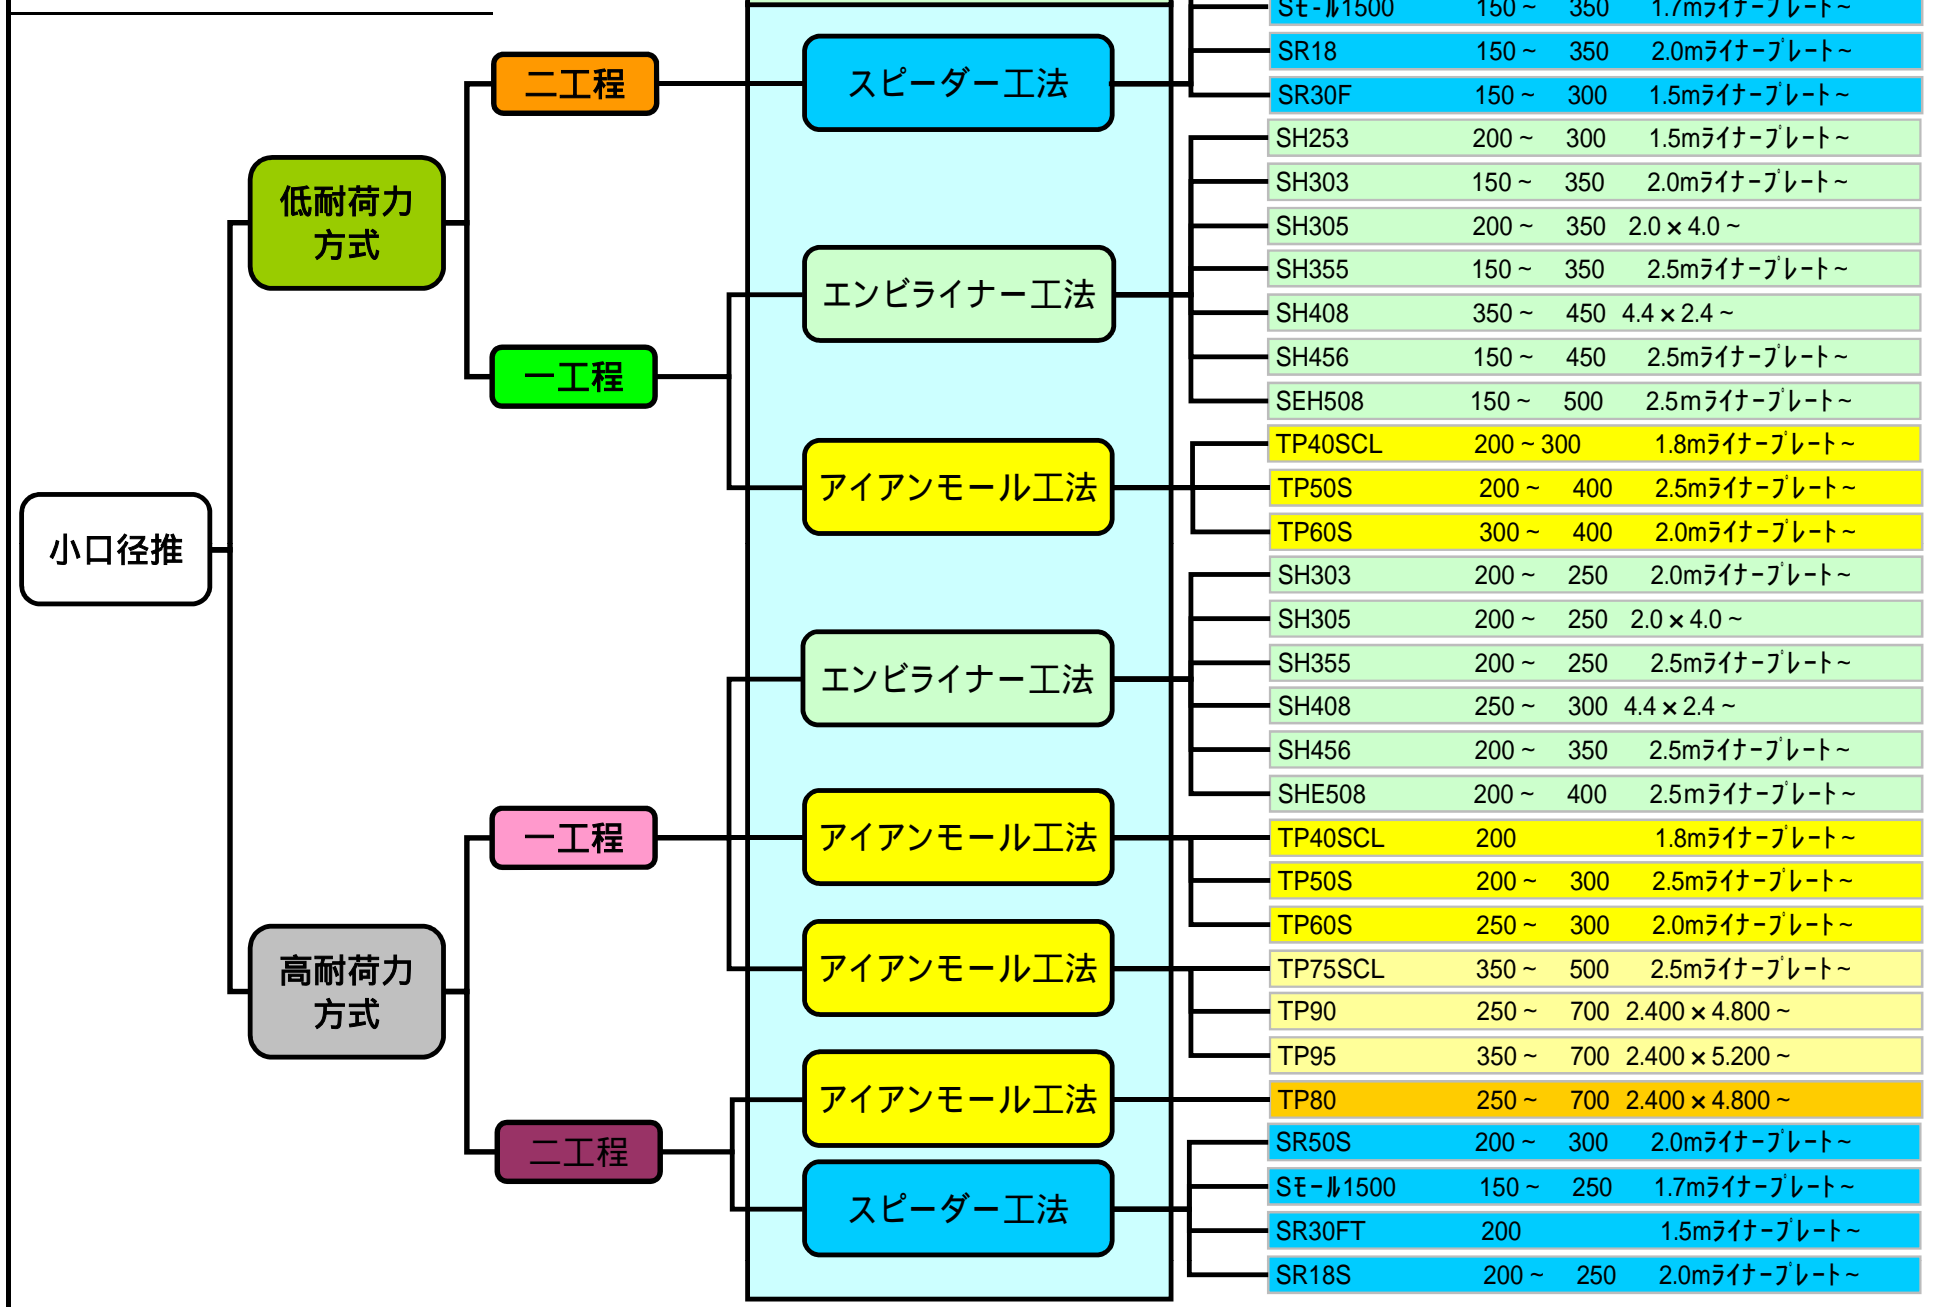 小口径推
低耐荷力
方式
二工程
スピーダー工法
Sモール1500 150～ 350 1.7mライナープレート～
SR18 150～ 350 2.0mライナープレート～
SR30F 150～ 300 1.5mライナープレート～
一工程
エンビライナー工法
SH253 200～ 300 1.5mライナープレート～
SH303 150～ 350 2.0mライナープレート～
SH305 200～ 350 2.0×4.0～
SH355 150～ 350 2.5mライナープレート～
SH408 350～ 450 4.4×2.4～
SH456 150～ 450 2.5mライナープレート～
SEH508 150～ 500 2.5mライナープレート～
アイアンモール工法
TP40SCL 200～300 1.8mライナープレート～
TP50S 200～ 400 2.5mライナープレート～
TP60S 300～ 400 2.0mライナープレート～
高耐荷力
方式
一工程
エンビライナー工法
SH303 200～ 250 2.0mライナープレート～
SH305 200～ 250 2.0×4.0～
SH355 200～ 250 2.5mライナープレート～
SH408 250～ 300 4.4×2.4～
SH456 200～ 350 2.5mライナープレート～
SHE508 200～ 400 2.5mライナープレート～
アイアンモール工法
TP40SCL 200 1.8mライナープレート～
TP50S 200～ 300 2.5mライナープレート～
TP60S 250～ 300 2.0mライナープレート～
アイアンモール工法
TP75SCL 350～ 500 2.5mライナープレート～
TP90 250～ 700 2.400×4.800～
TP95 350～ 700 2.400×5.200～
二工程
アイアンモール工法
TP80 250～ 700 2.400×4.800～
スピーダー工法
SR50S 200～ 300 2.0mライナープレート～
Sモール1500 150～ 250 1.7mライナープレート～
SR30FT 200 1.5mライナープレート～
SR18S 200～ 250 2.0mライナープレート～